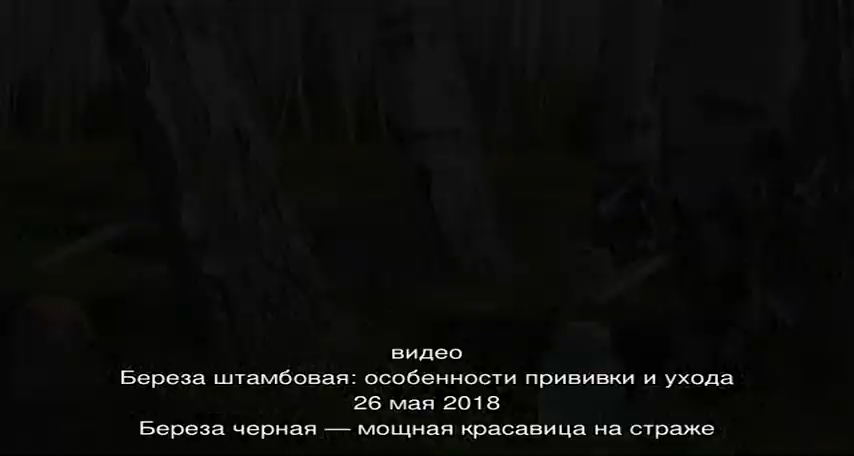 видео
Береза штамбовая: особенности прививки и ухода
26 мая 2018
Береза черная — мощная красавица на страже